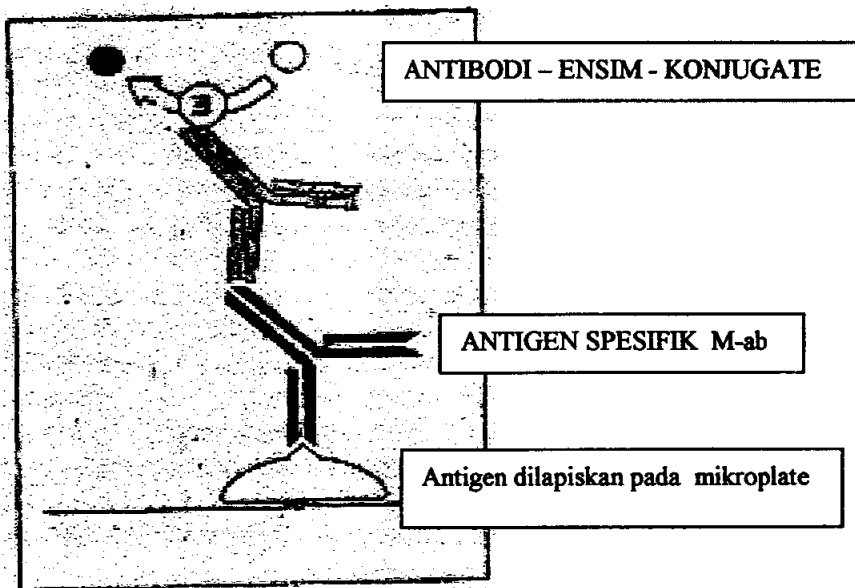 ANTIBODI – ENSIM - KONJUGATE
E
ANTIGEN SPESIFIK M-ab
Antigen dilapiskan pada mikroplate